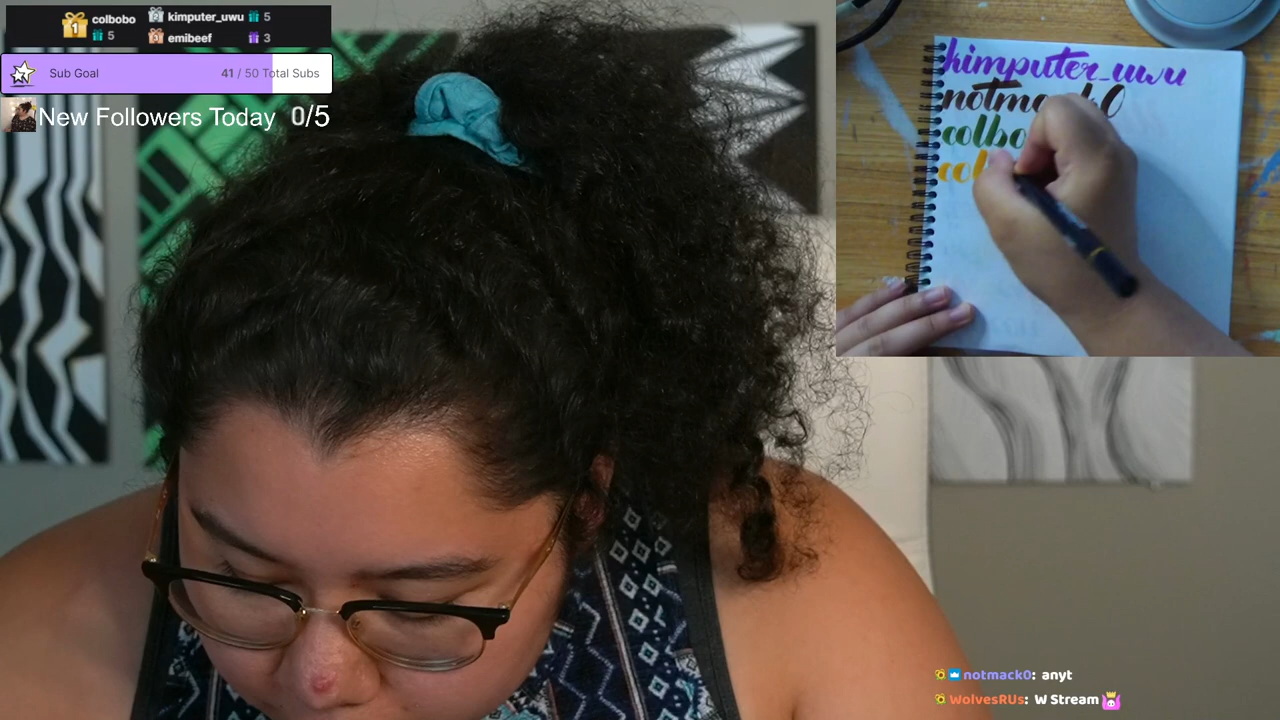 colbobo
5
kimputer_uwu 5
emibeef 3
Sub Goal 41 / 50 Total Subs
New Followers Today 0/5
kimputer_uwu
colbo
notmack0: anyt
WolvesRUs: W Stream